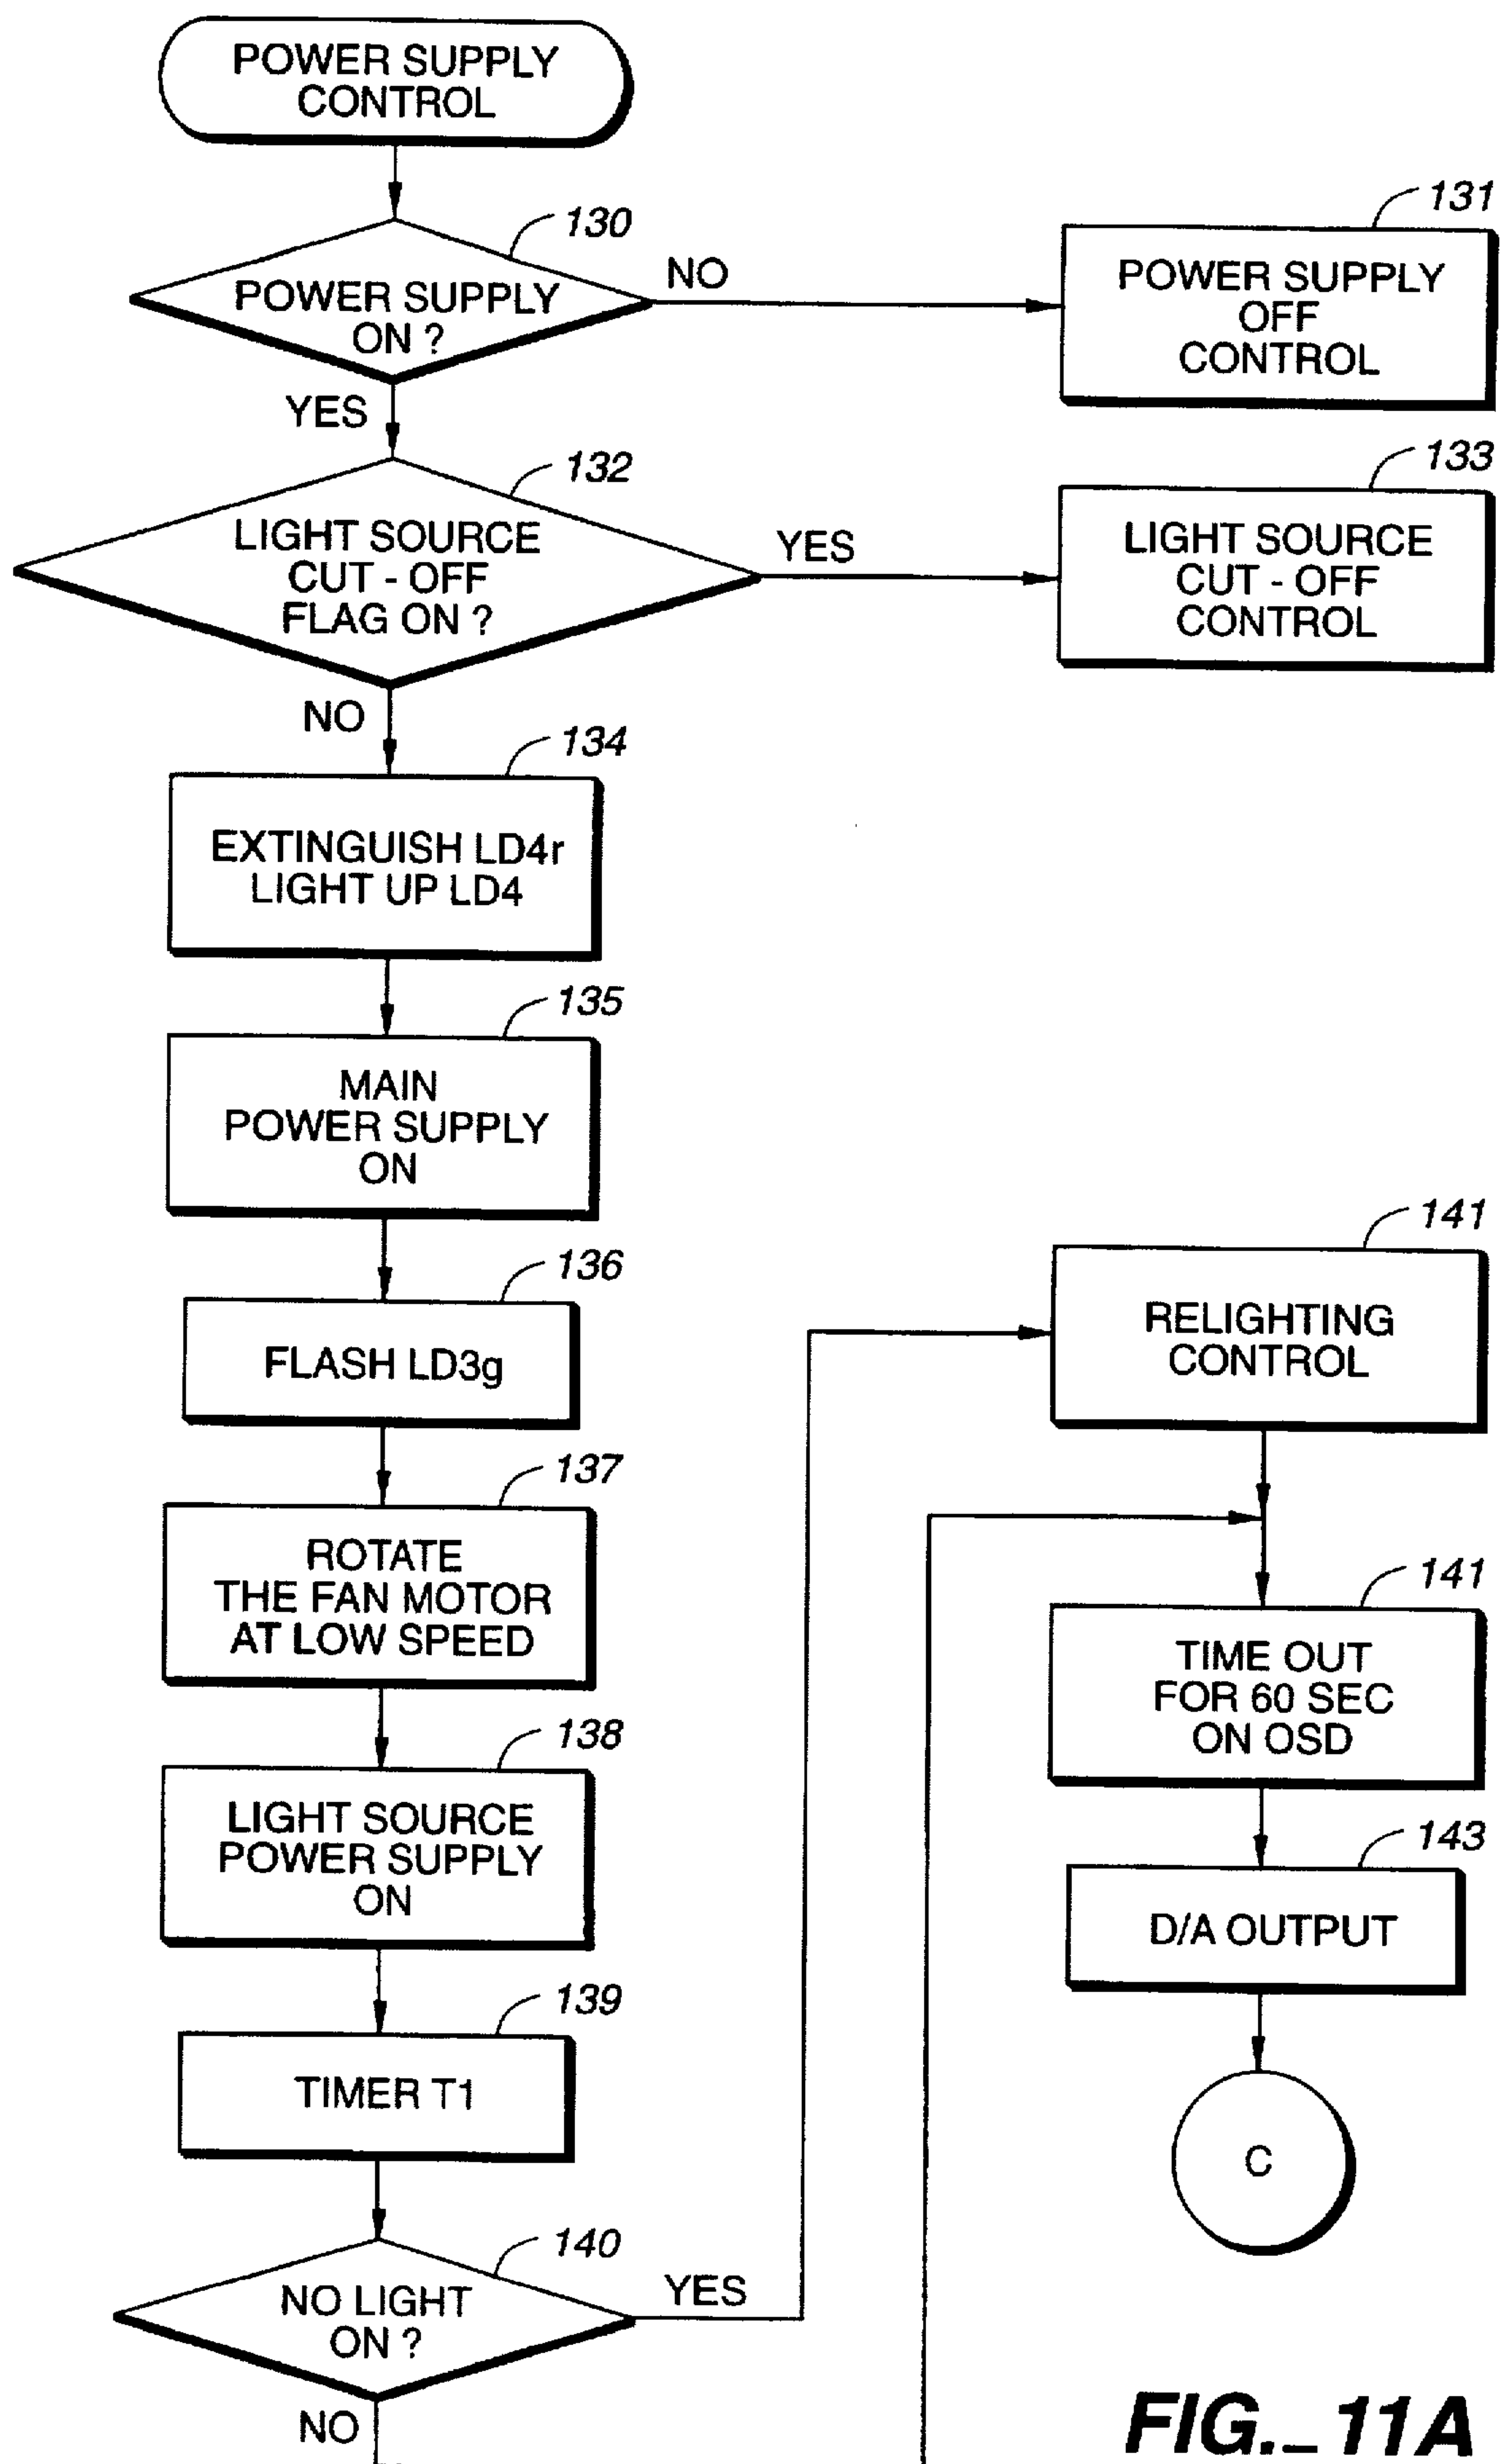 POWER SUPPLY
CONTROL
130
POWER SUPPLY
ON ?
NO
131
POWER SUPPLY
OFF
CONTROL
YES
132
LIGHT SOURCE
CUT - OFF
FLAG ON ?
YES
133
LIGHT SOURCE
CUT - OFF
CONTROL
NO
134
EXTINGUISH LD4r
LIGHT UP LD4
135
MAIN
POWER SUPPLY
ON
136
FLASH LD3g
137
ROTATE
THE FAN MOTOR
AT LOW SPEED
138
LIGHT SOURCE
POWER SUPPLY
ON
139
TIMER T1
140
NO LIGHT
ON ?
YES
NO
141
RELIGHTING
CONTROL
141
TIME OUT
FOR 60 SEC
ON OSD
143
D/A OUTPUT
C
FIG._ 11A